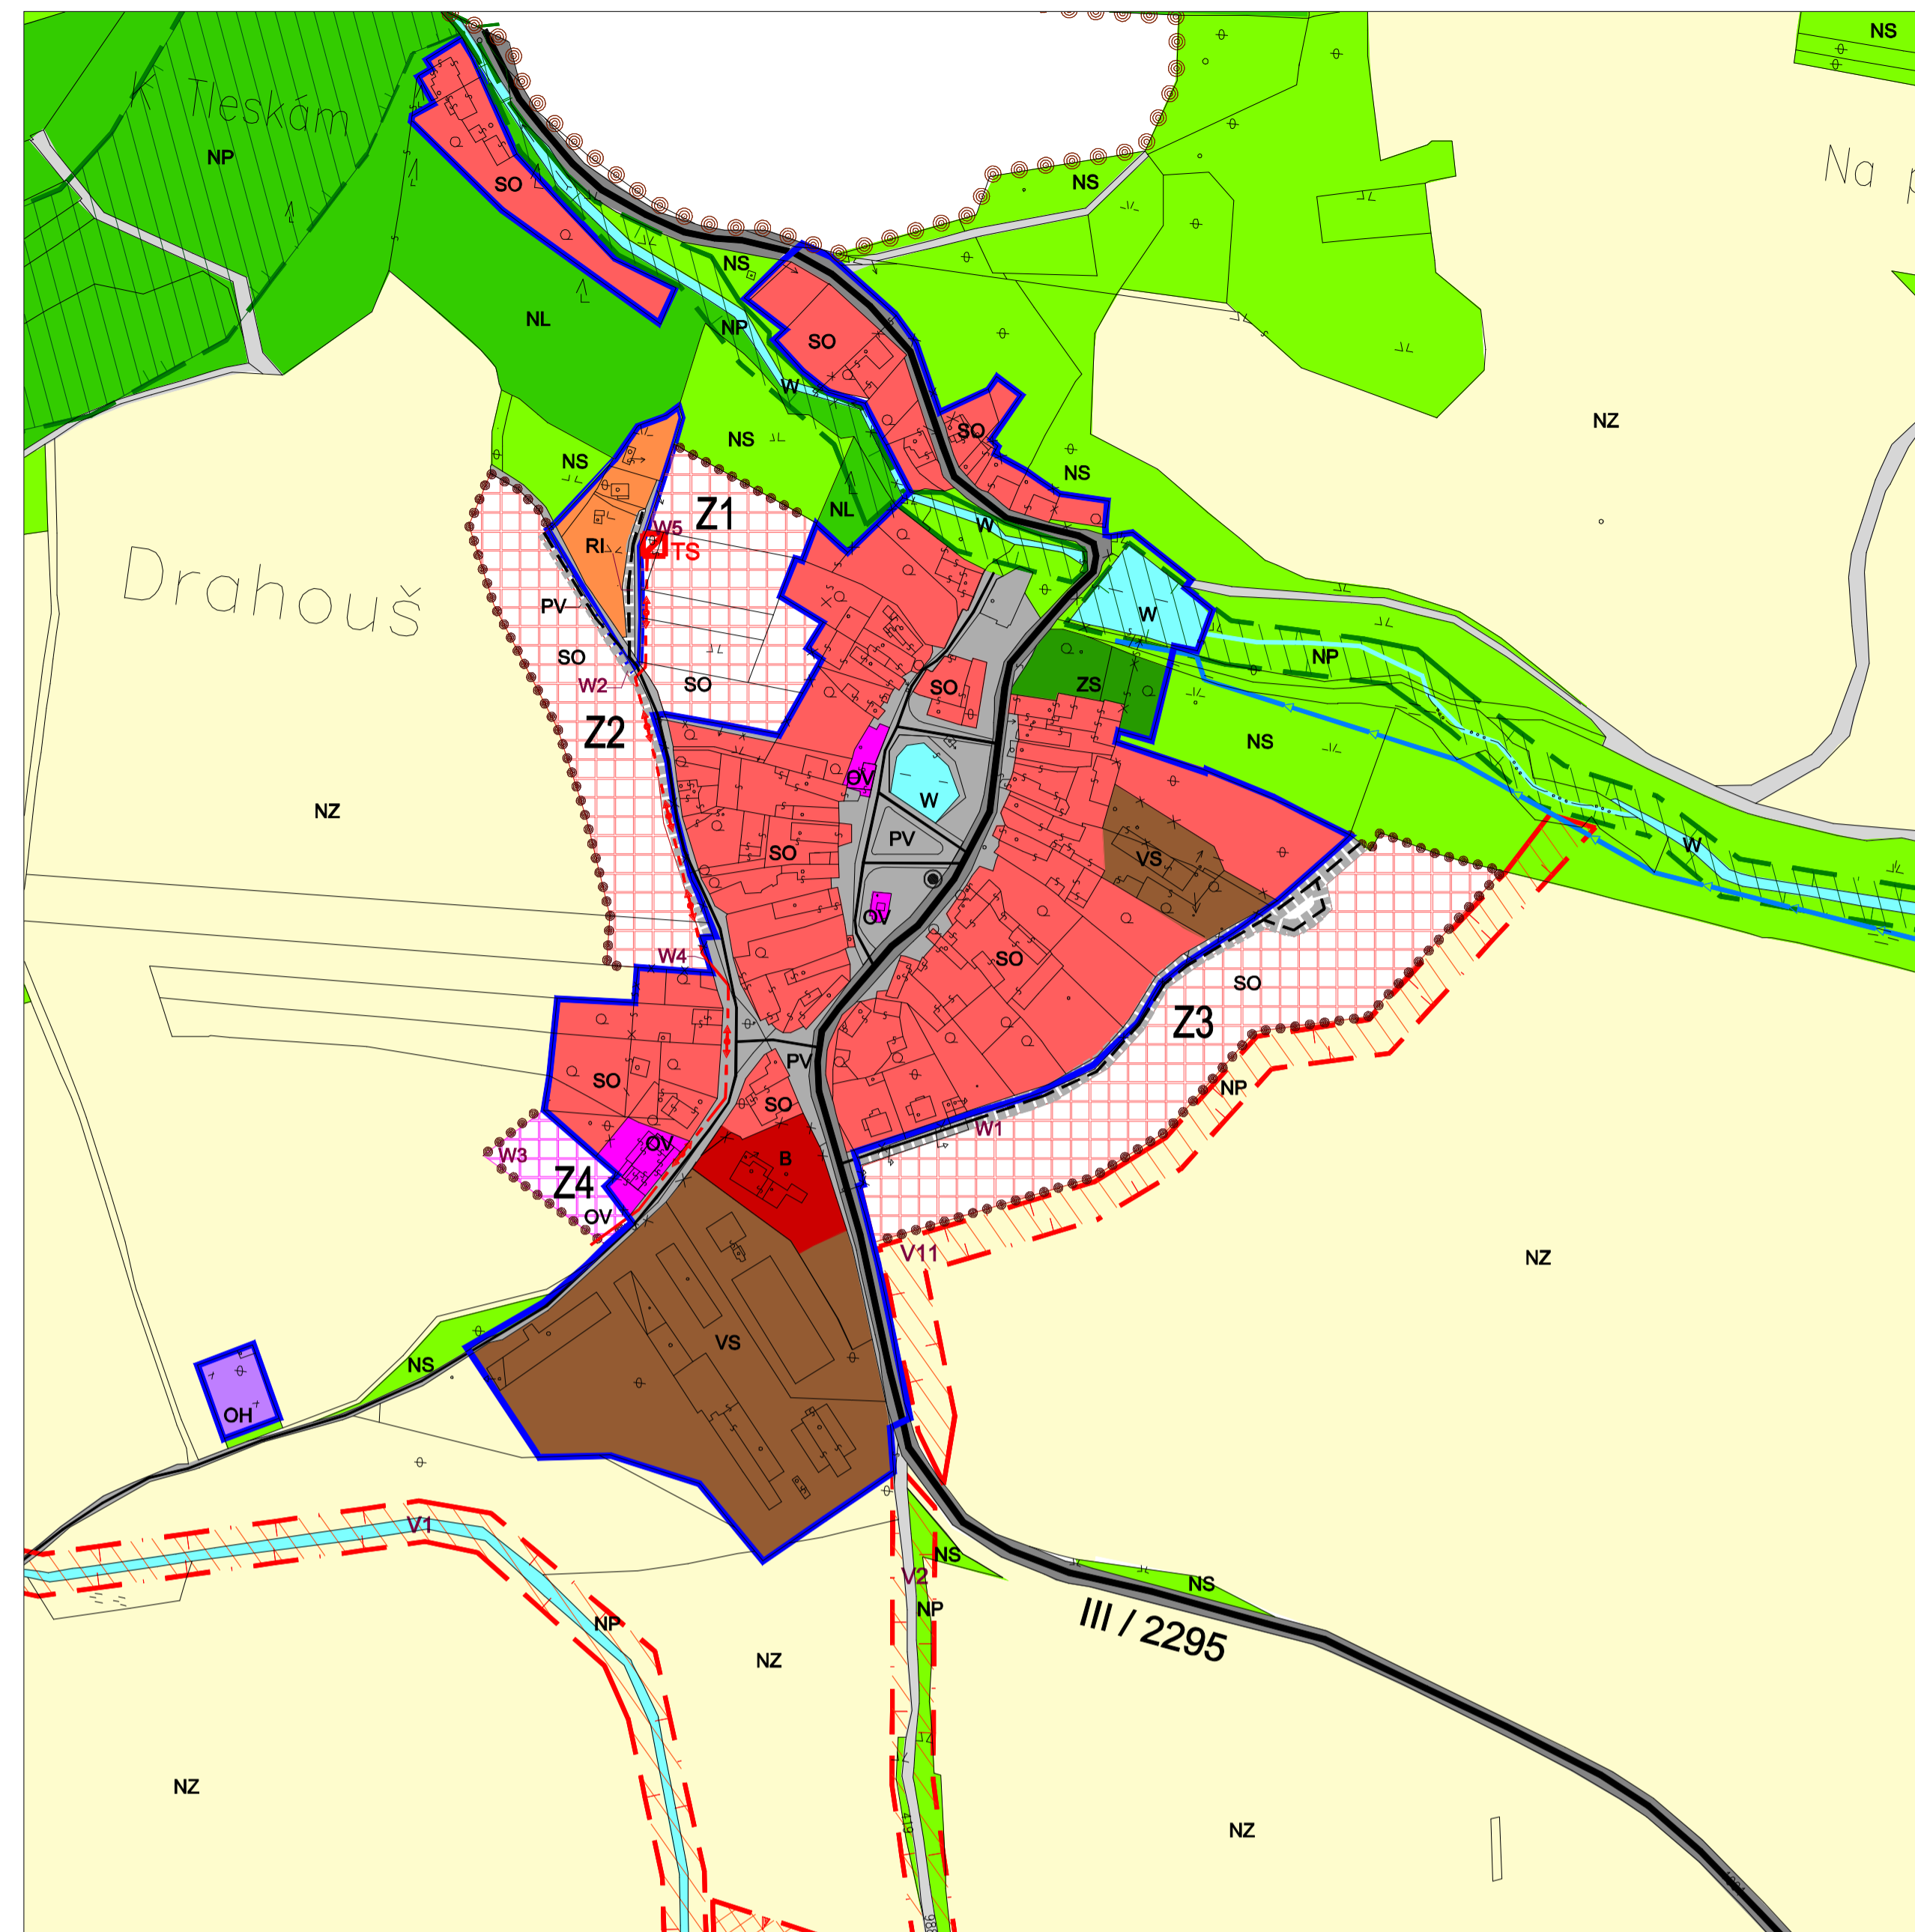 NS
K Tleskám
NP
Na p
SO
NS
NS
NL
NP
SO
W
NZ
SO
NS
NS
NS
NL
Z1
W5
TS
W
RI
Drahouš
PV
W
SO
NP
W2
SO
SO
ZS
Z2
NS
OV
W
NZ
PV
SO
VS
W
OV
W4
SO
SO
Z3
PV
SO
NP
SO
W1
OV
B
W3
Z4
OV
V11
NZ
VS
NS
OH
V1
NS
V2
NS
NP
NP
III / 2295
NZ
NZ
NZ
419